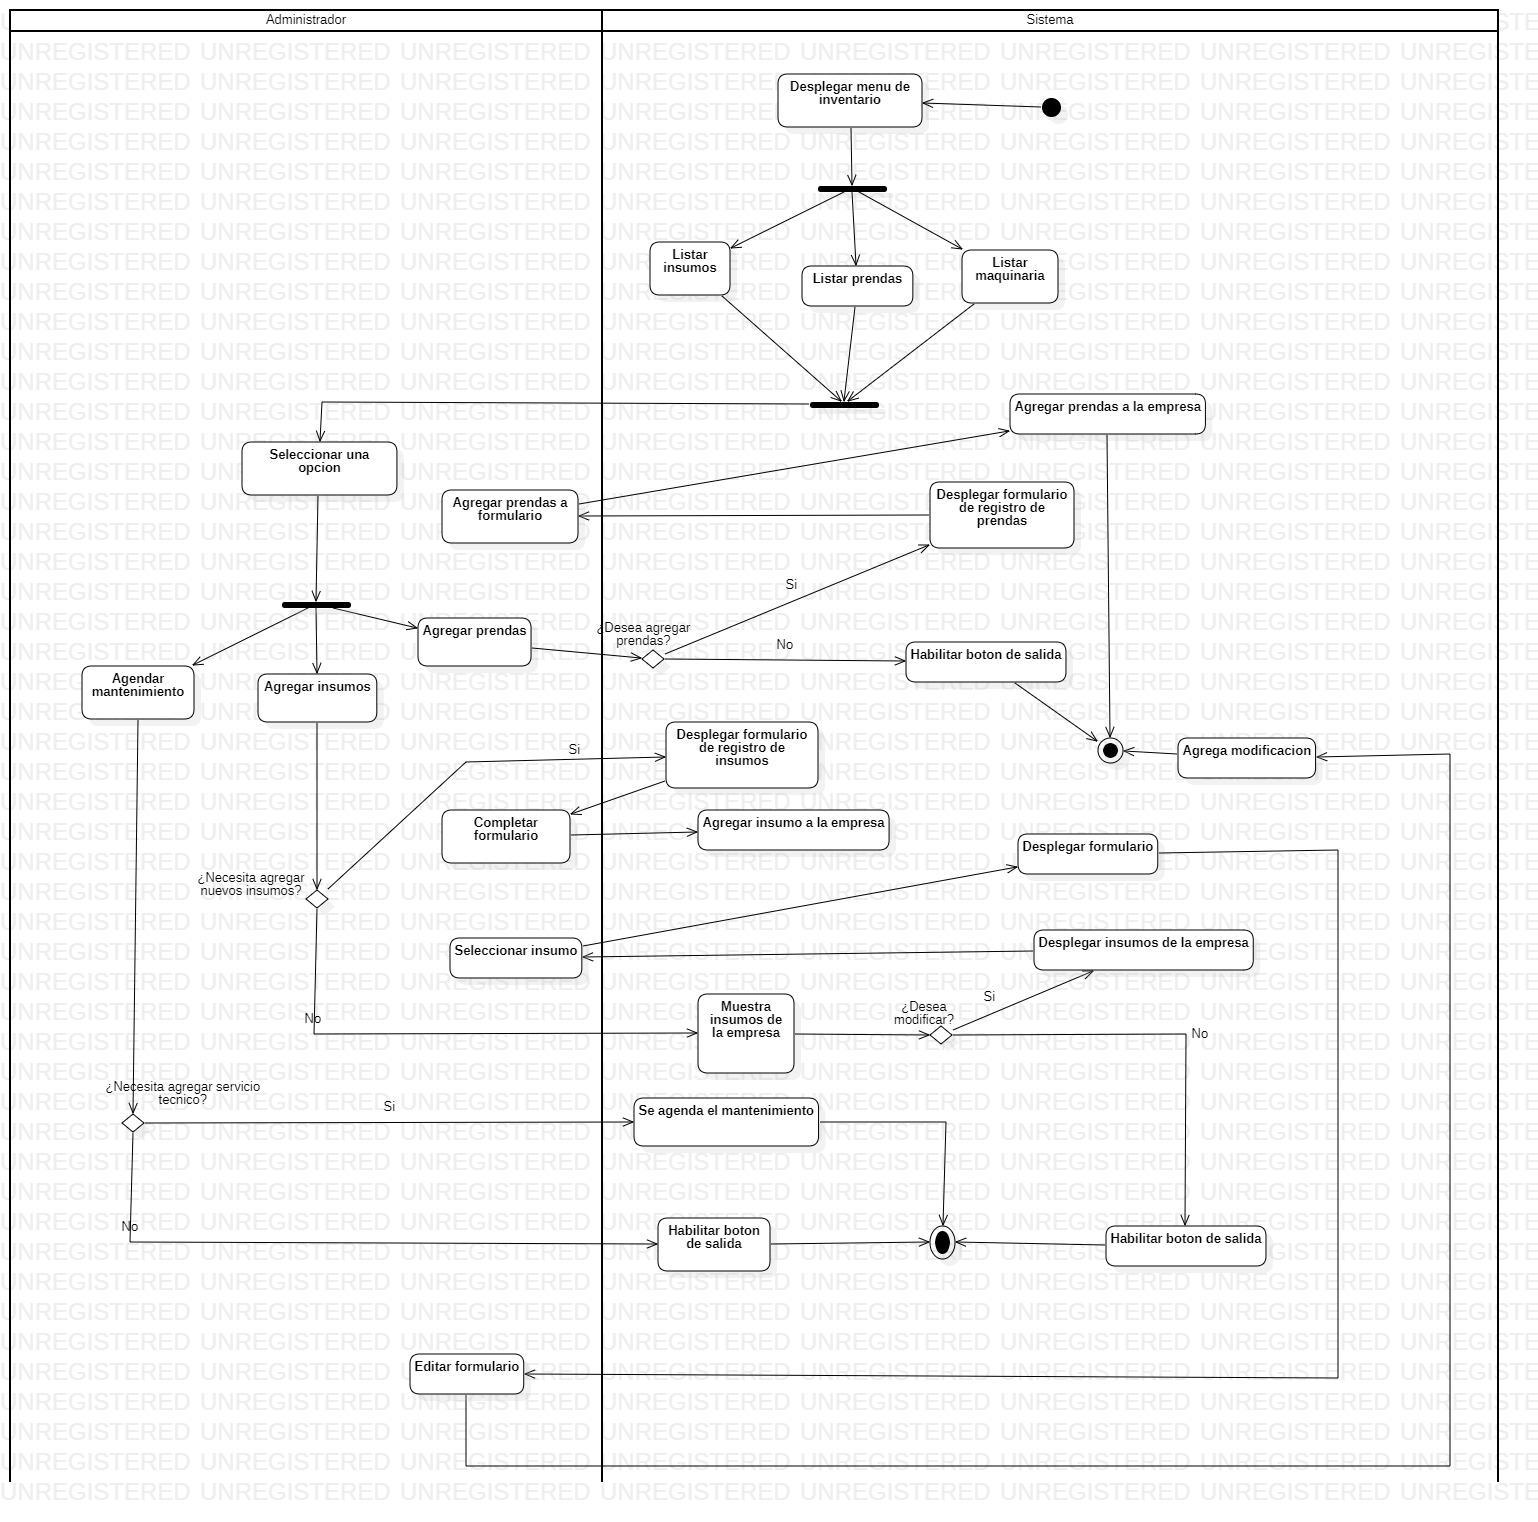 Administrador
Sistema
Desplegar menu de
inventario
Listar
insumos
Listar prendas
Listar
maquinaria
Agregar prendas a la empresa
Seleccionar una
opcion
Agregar prendas a
formulario
Desplegar formulario
de registro de
prendas
Si
¿Desea agregar
prendas?
Agregar prendas
No
Habilitar boton de salida
Agendar
mantenimiento
Agregar insumos
Desplegar formulario
de registro de
insumos
Si
Agrega modificacion
Completar
formulario
Agregar insumo a la empresa
Desplegar formulario
¿Necesita agregar
nuevos insumos?
Seleccionar insumo
Desplegar insumos de la empresa
Si
Muestra
insumos de
la empresa
¿Desea
modificar?
No
No
¿Necesita agregar servicio
tecnico?
Si
Se agenda el mantenimiento
No
Habilitar boton
de salida
Habilitar boton de salida
Editar formulario
UNREGISTERED